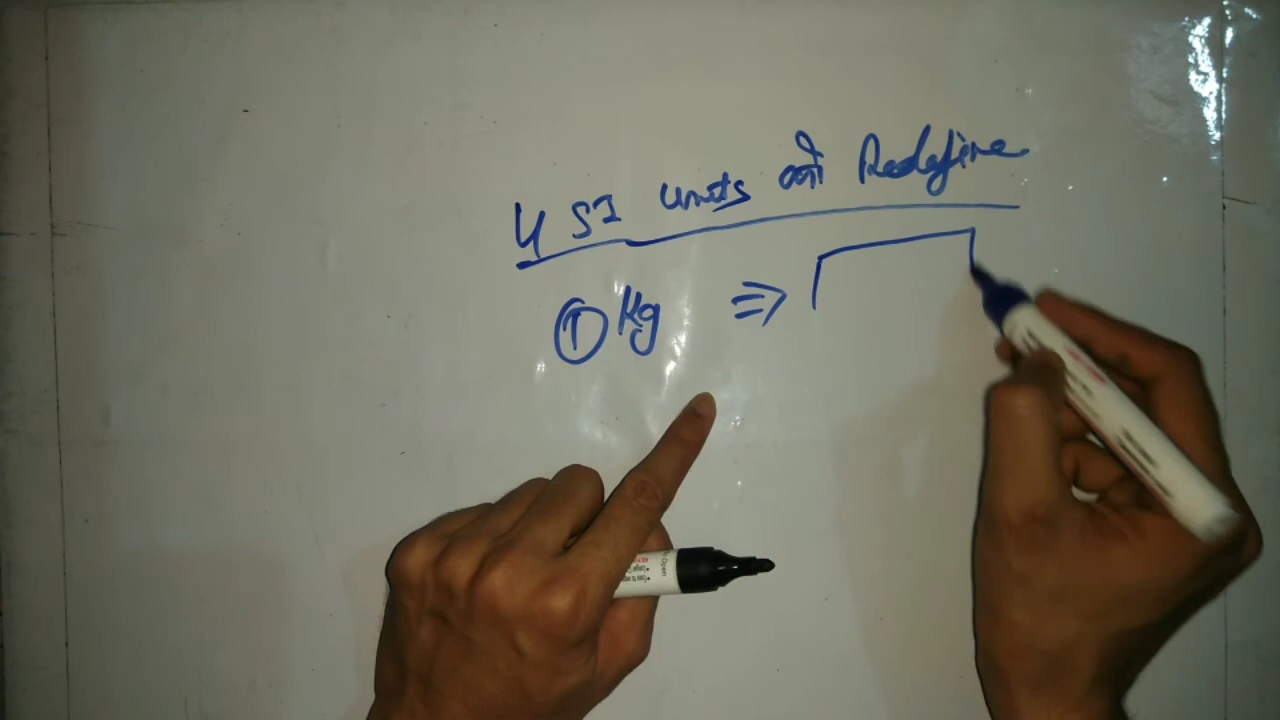 4 SI Units को Redefine
① Kg ⇒